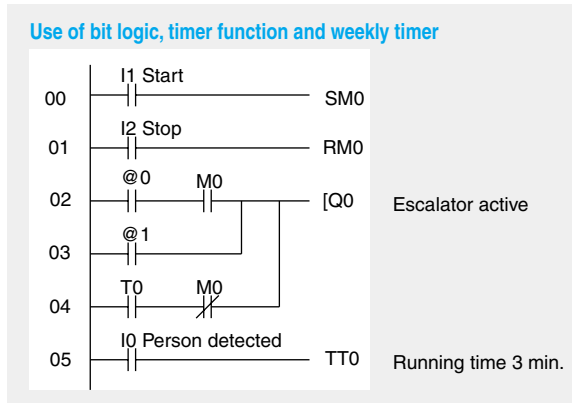 Use of bit logic, timer function and weekly timer
I1 Start
00 SM0
I2 Stop
01 RM0
@0 M0
02 [Q0 Escalator active
@1
03
T0 M0
04
I0 Person detected
05 TT0 Running time 3 min.